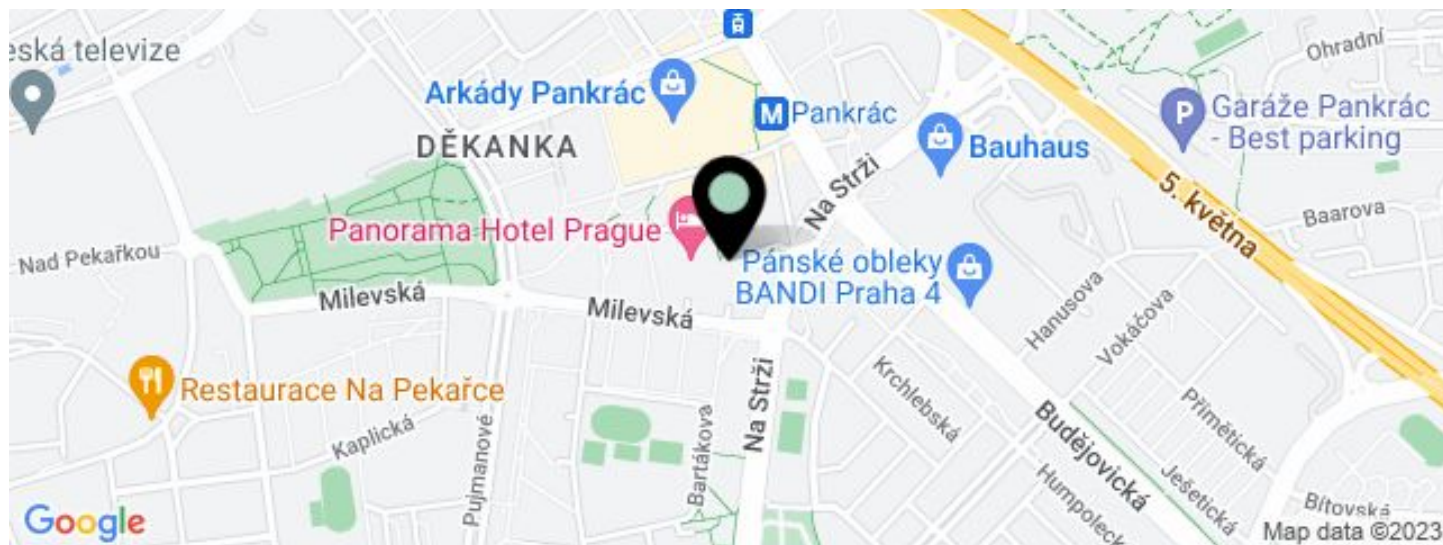 eská televize
Arkády Pankrác
DĚKANKA
M
Pankrác
Bauhaus
Ohradní
P
Garáže Pankrác
- Best parking
5. května
Baarova
Na Strži
Panorama Hotel Prague
Pánské obleky
BANDI Praha 4
Nad Pekařkou
Milevská
Milevská
Hanusova
Vokáčova
Restaurace Na Pekařce
Kaplická
Pujmanové
Bartákova
Na Strži
Krchlebská
Budějovická
Přímětická
Ješetická
Humpoleck
Bítovská
Google
Map data ©2023